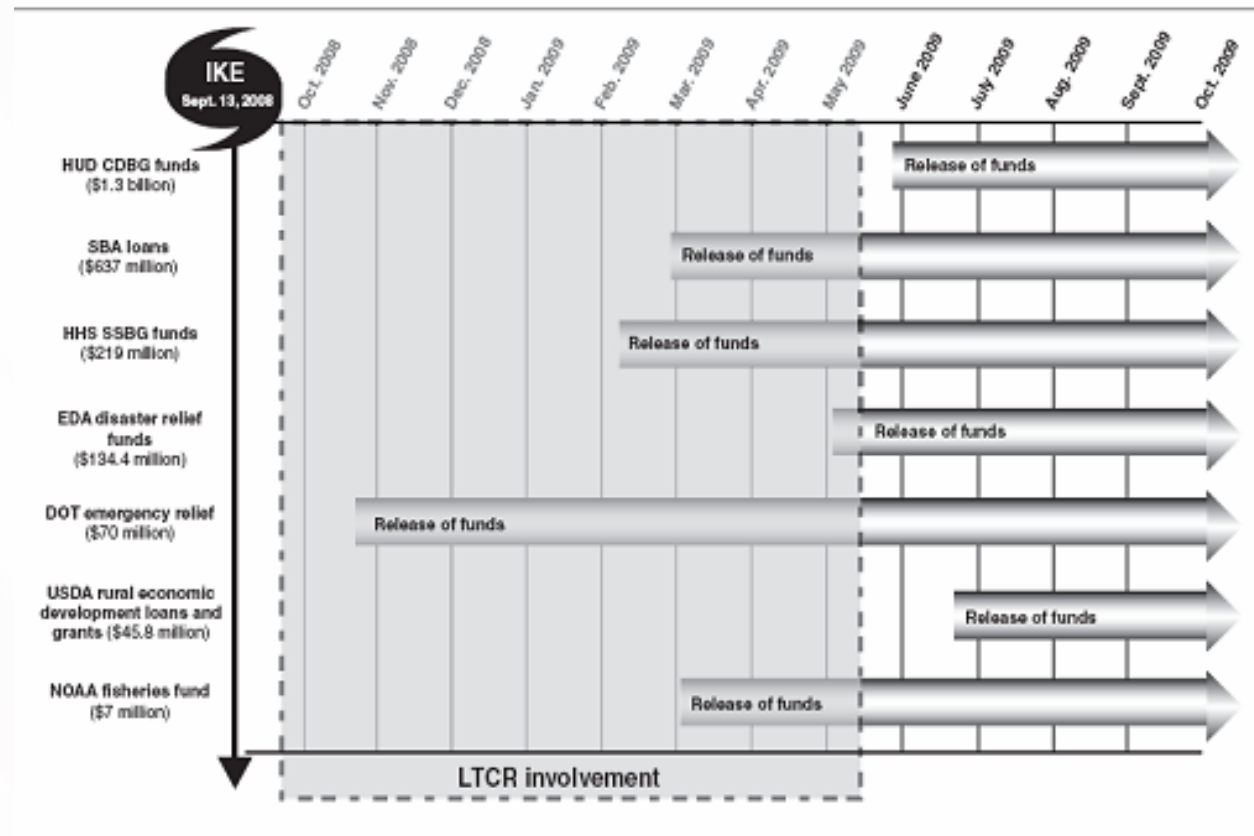 IKE
Sept. 13, 2008
Oct. 2008
Nov. 2008
Dec. 2008
Jan. 2009
Feb. 2009
Mar. 2009
Apr. 2009
May 2009
June 2009
July 2009
Aug. 2009
Sept. 2009
Oct. 2009
HUD CDBG funds
($1.3 billion)
Release of funds
SBA loans
($637 million)
Release of funds
HHS SSBG funds
($219 million)
Release of funds
EDA disaster relief
funds
($134.4 million)
Release of funds
DOT emergency relief
($70 million)
Release of funds
USDA rural economic
development loans and
grants ($45.8 million)
Release of funds
NOAA fisheries fund
($7 million)
Release of funds
LTCR involvement